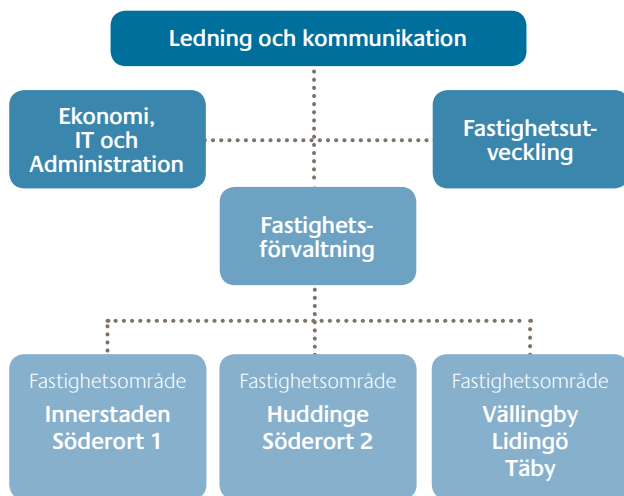 Ledning och kommunikation
Ekonomi,
IT och
Administration
Fastighetsut-
veckling
Fastighets-
förvaltning
Fastighetsområde
Innerstaden
Söderort 1
Fastighetsområde
Huddinge
Söderort 2
Fastighetsområde
Vällingby
Lidingö
Täby